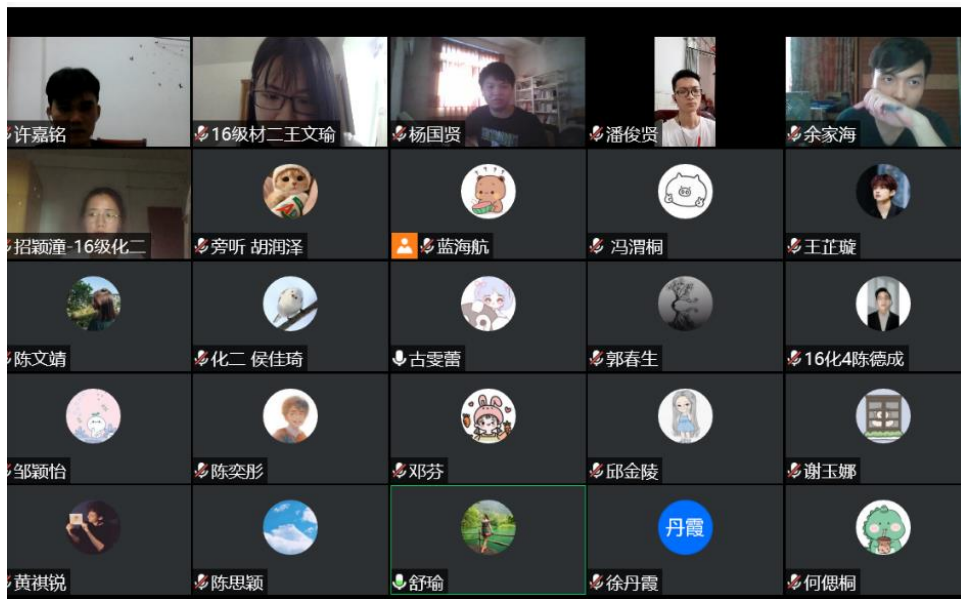 许嘉铭
16级材二王文瑜
杨国贤
潘俊贤
余家海
招颖潼-16级化二
旁听 胡润泽
蓝海航
冯渭桐
王芷璇
陈文婧
化二 侯佳琦
古雯蕾
郭春生
16化4陈德成
邹颖怡
陈奕彤
邓芬
邱金陵
谢玉娜
黄祺锐
陈思颖
舒瑜
丹霞
徐丹霞
何偲桐